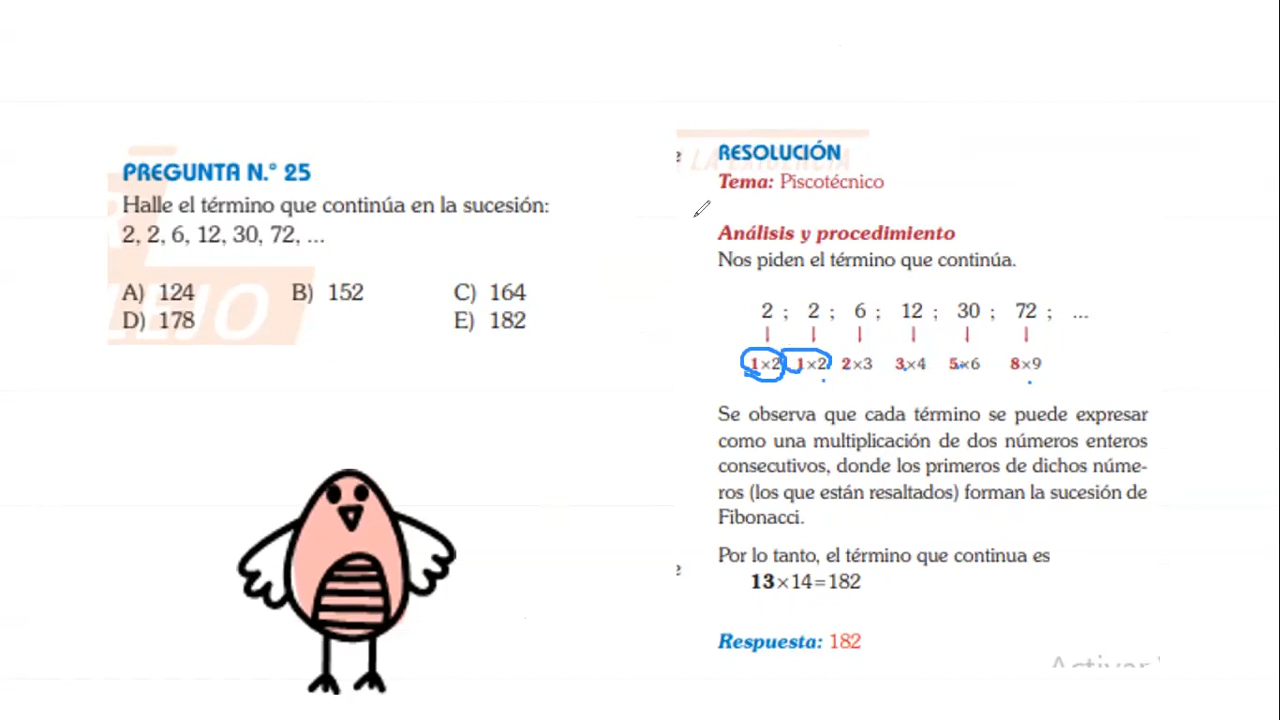 PREGUNTA N.° 25
Halle el término que continúa en la sucesión:
2, 2, 6, 12, 30, 72, ...
A) 124 B) 152 C) 164
D) 178 E) 182
RESOLUCIÓN
Tema: Piscotécnico
Análisis y procedimiento
Nos piden el término que continúa.
2 ; 2 ; 6 ; 12 ; 30 ; 72 ; ...
1×2 1×2 2×3 3×4 5×6 8×9
Se observa que cada término se puede expresar
como una multiplicación de dos números enteros
consecutivos, donde los primeros de dichos núme-
ros (los que están resaltados) forman la sucesión de
Fibonacci.
Por lo tanto, el término que continua es
13×14=182
Respuesta: 182
Activar